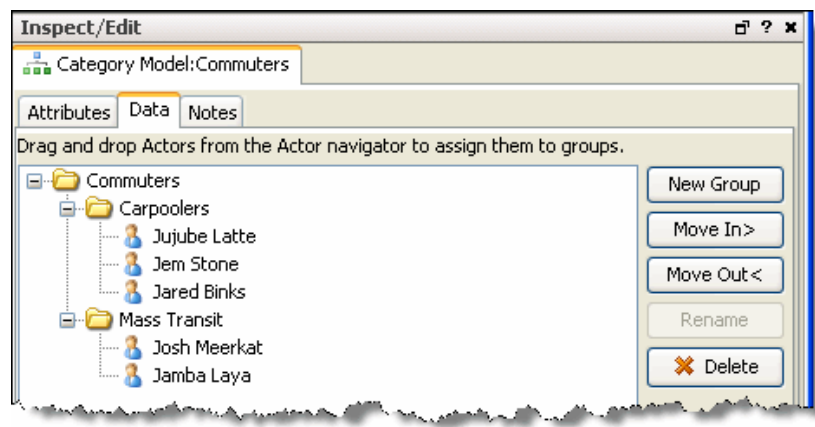 Inspect/Edit
Category Model:Commuters
Attributes Data Notes
Drag and drop Actors from the Actor navigator to assign them to groups.
Commuters
Carpoolers
Jujube Latte
Jem Stone
Jared Binks
Mass Transit
Josh Meerkat
Jamba Laya
New Group
Move In>
Move Out<
Rename
Delete